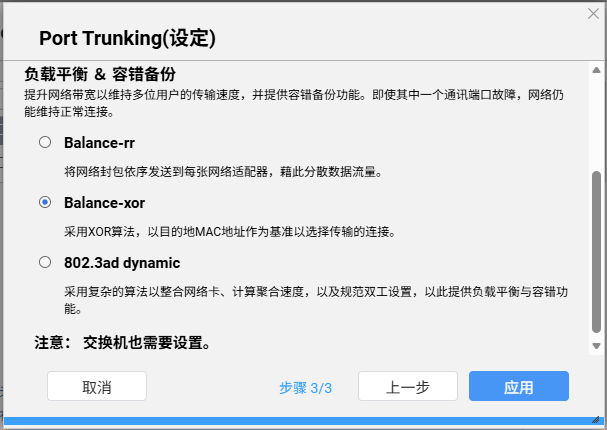 Port Trunking(设定)
负载平衡 & 容错备份
提升网络带宽以维持多位用户的传输速度，并提供容错备份功能。即使其中一个通讯端口故障，网络仍
能维持正常连接。
Balance-rr
将网络封包依序发送到每张网络适配器，藉此分散数据流量。
Balance-xor
采用XOR算法，以目的地MAC地址作为基准以选择传输的连接。
802.3ad dynamic
采用复杂的算法以整合网络卡、计算聚合速度，以及规范双工设置，以此提供负载平衡与容错功
能。
注意： 交换机也需要设置。
取消
步骤 3/3
上一步
应用